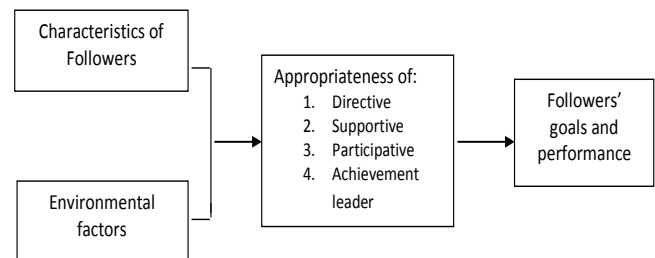 Characteristics of
Followers
Environmental
factors
Appropriateness of:
1. Directive
2. Supportive
3. Participative
4. Achievement
leader
Followers'
goals and
performance